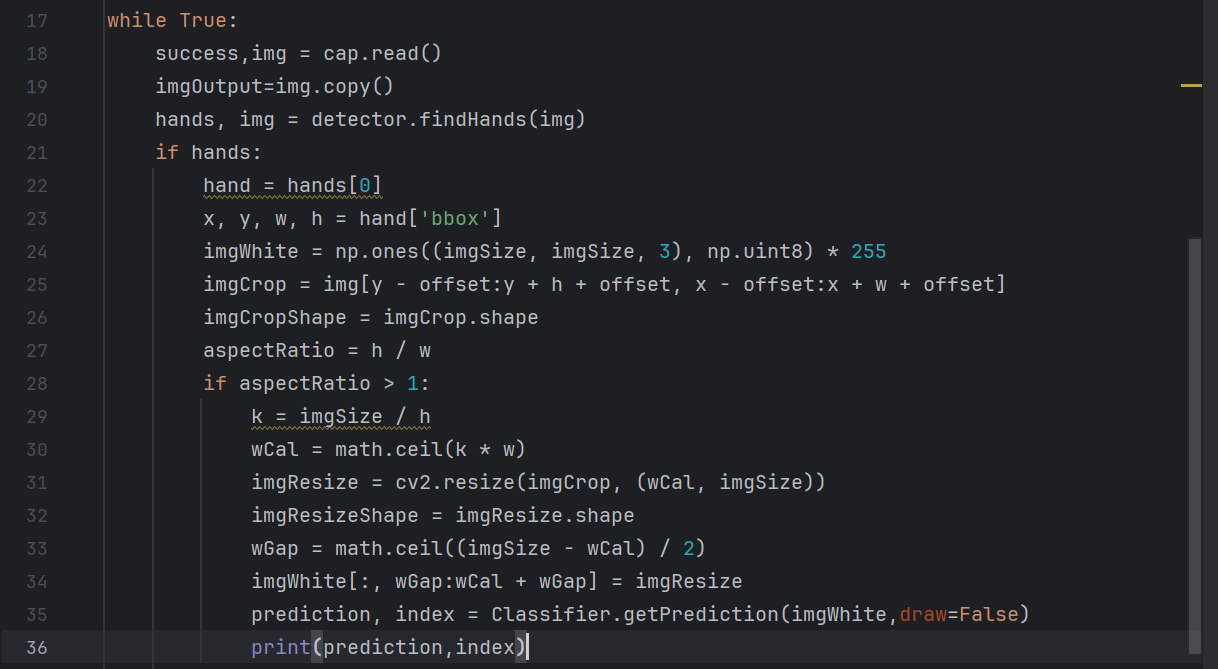 17 while True:
18     success,img = cap.read()
19     imgOutput=img.copy()
20     hands, img = detector.findHands(img)
21     if hands:
22         hand = hands[0]
23         x, y, w, h = hand['bbox']
24         imgWhite = np.ones((imgSize, imgSize, 3), np.uint8) * 255
25         imgCrop = img[y - offset:y + h + offset, x - offset:x + w + offset]
26         imgCropShape = imgCrop.shape
27         aspectRatio = h / w
28         if aspectRatio > 1:
29             k = imgSize / h
30             wCal = math.ceil(k * w)
31             imgResize = cv2.resize(imgCrop, (wCal, imgSize))
32             imgResizeShape = imgResize.shape
33             wGap = math.ceil((imgSize - wCal) / 2)
34             imgWhite[:, wGap:wCal + wGap] = imgResize
35             prediction, index = Classifier.getPrediction(imgWhite,draw=False)
36             print(prediction,index)